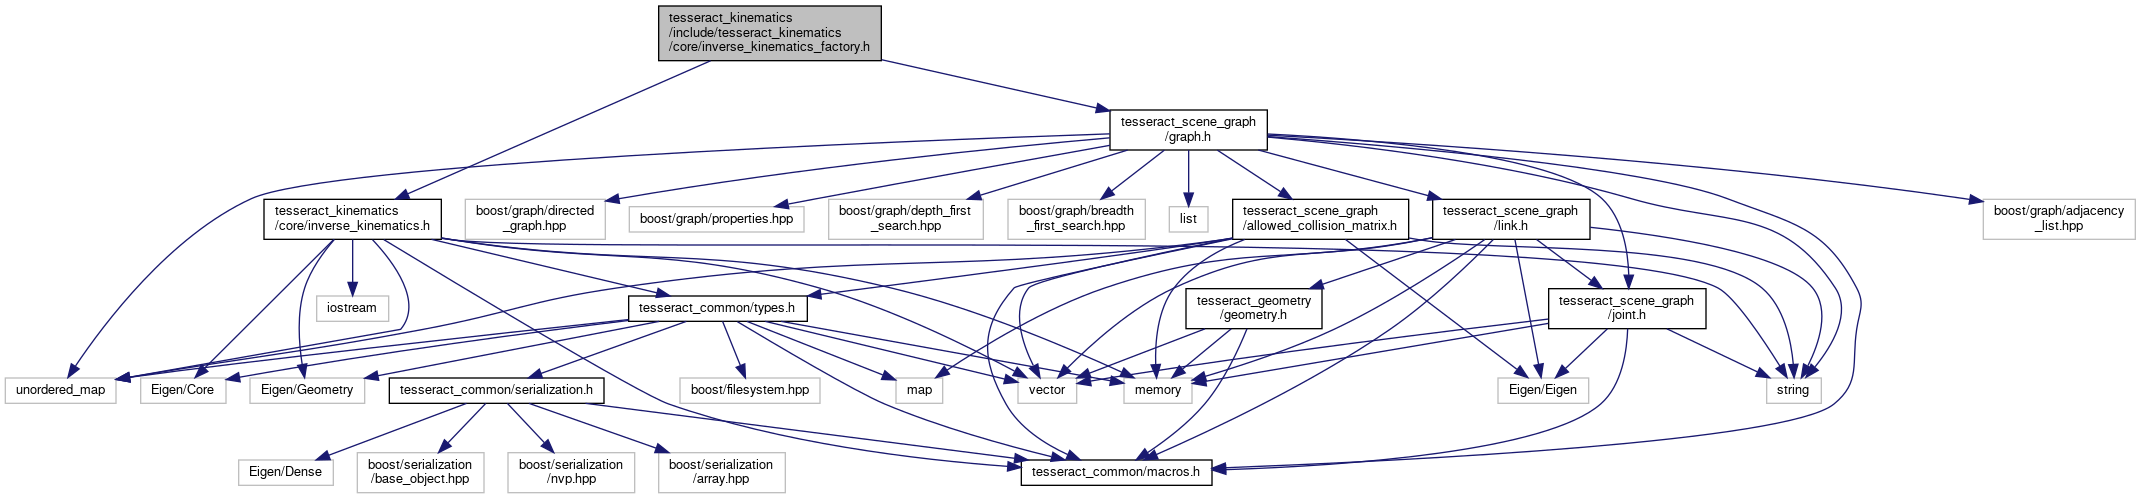 tesseract_kinematics
/include/tesseract_kinematics
/core/inverse_kinematics_factory.h
tesseract_scene_graph
/graph.h
tesseract_kinematics
/core/inverse_kinematics.h
boost/graph/directed
_graph.hpp
boost/graph/properties.hpp
boost/graph/depth_first
_search.hpp
boost/graph/breadth
_first_search.hpp
list
tesseract_scene_graph
/allowed_collision_matrix.h
tesseract_scene_graph
/link.h
boost/graph/adjacency
_list.hpp
iostream
tesseract_common/types.h
tesseract_geometry
/geometry.h
tesseract_scene_graph
/joint.h
unordered_map
Eigen/Core
Eigen/Geometry
tesseract_common/serialization.h
boost/filesystem.hpp
map
vector
memory
Eigen/Eigen
string
Eigen/Dense
boost/serialization
/base_object.hpp
boost/serialization
/nvp.hpp
boost/serialization
/array.hpp
tesseract_common/macros.h